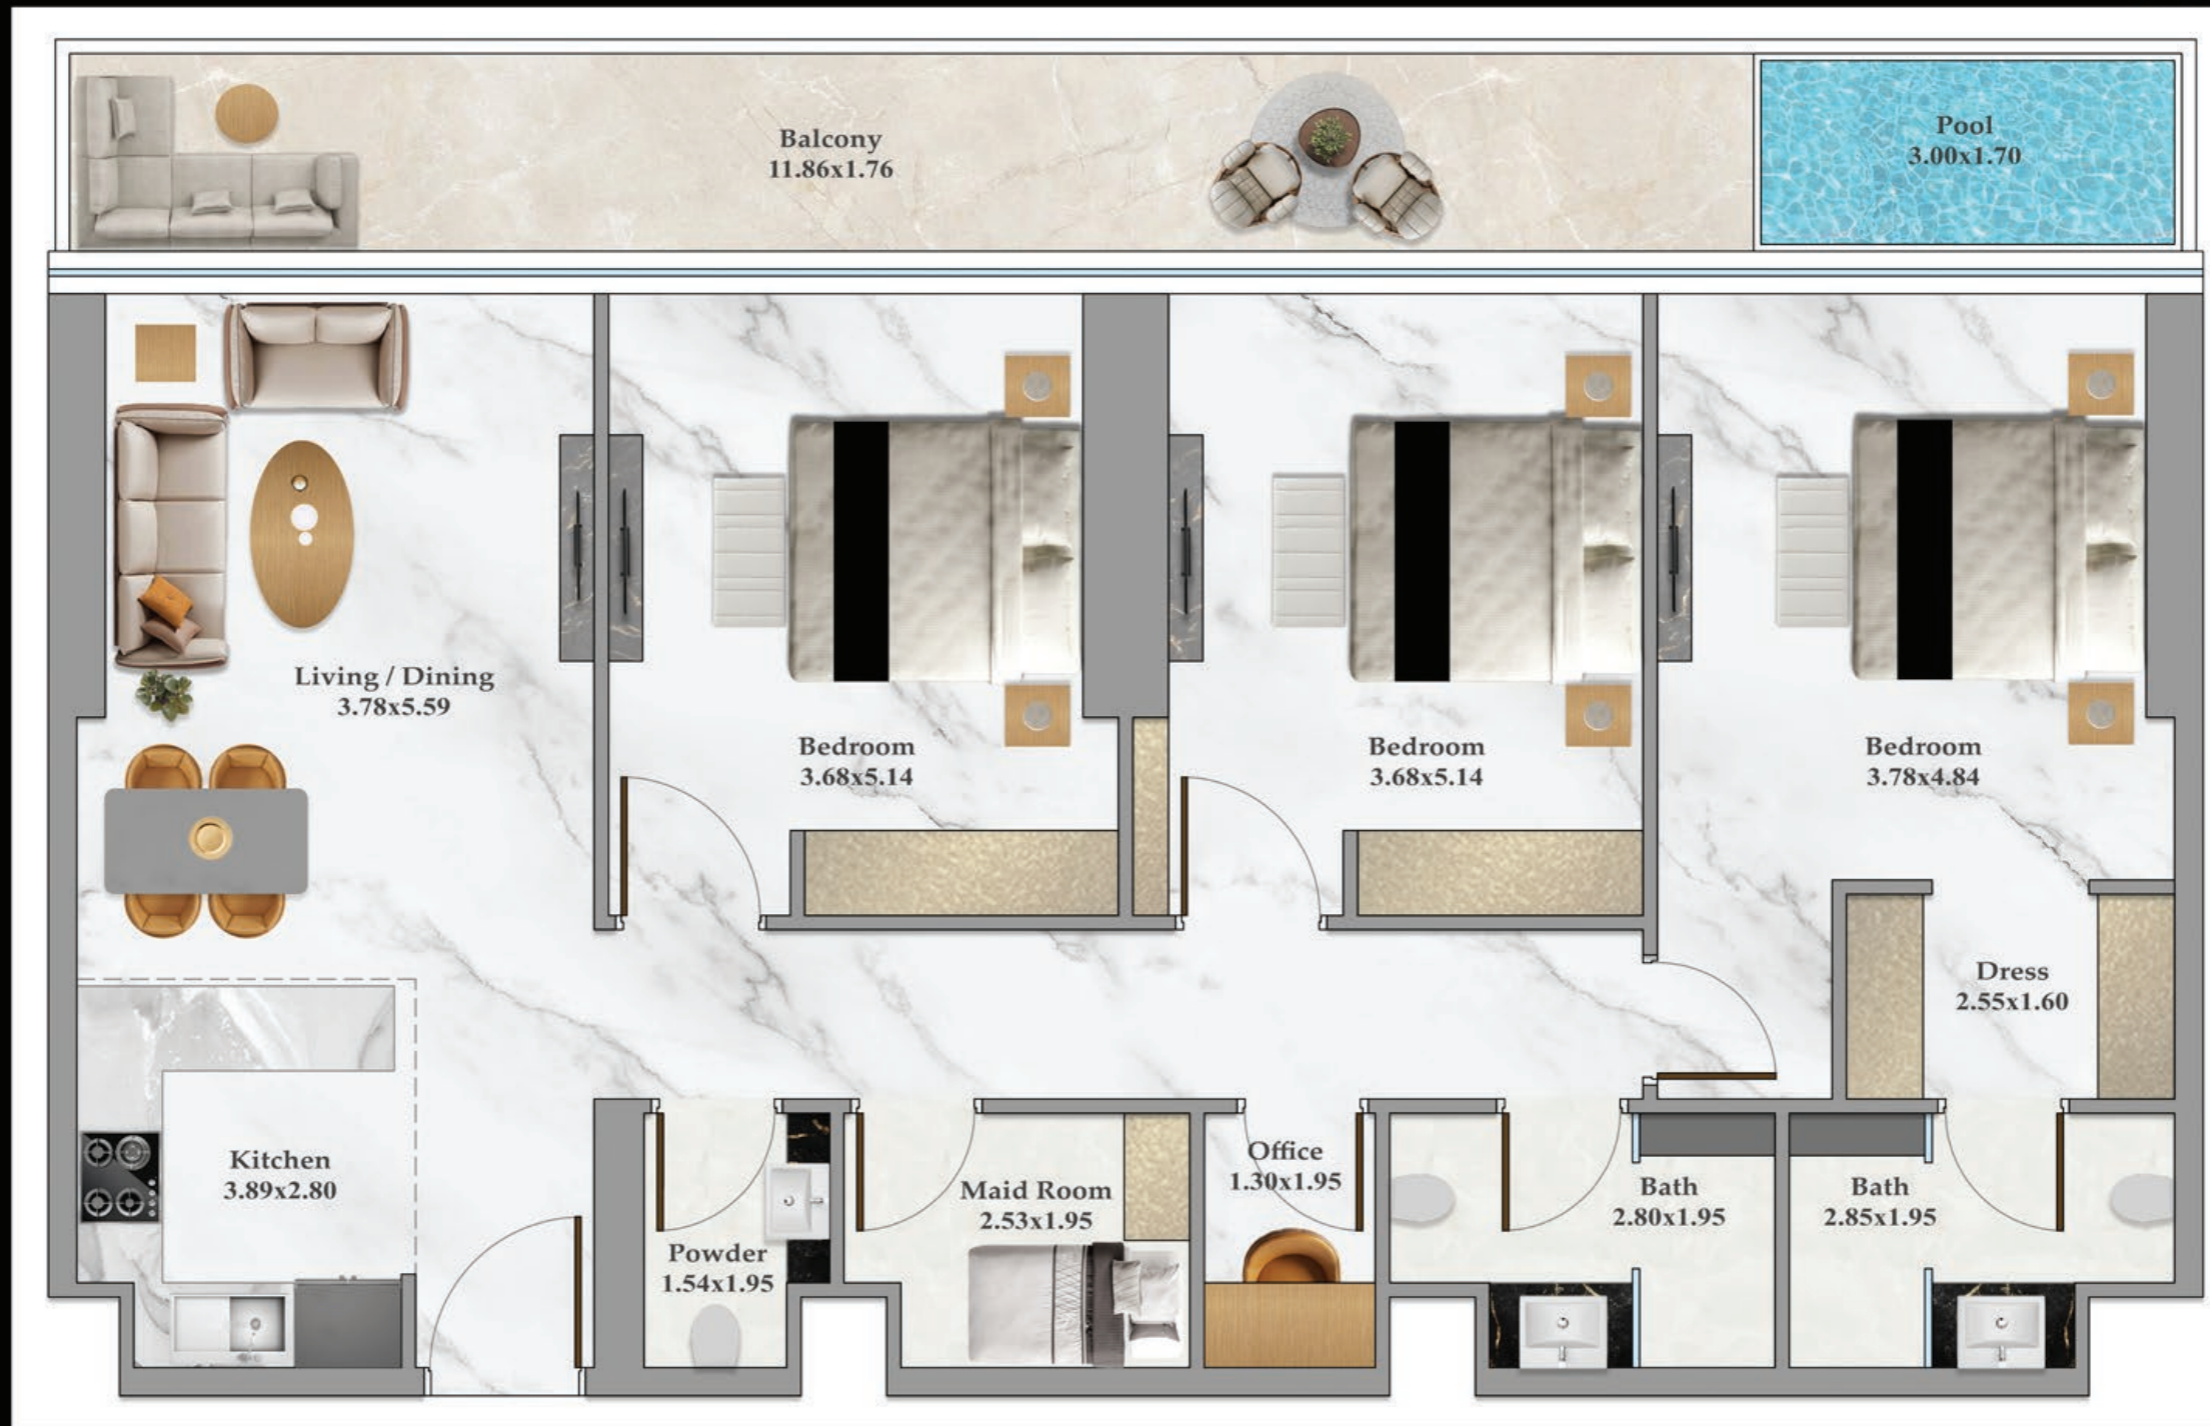 Balcony
11.86x1.76
Pool
3.00x1.70
Living / Dining
3.78x5.59
Bedroom
3.68x5.14
Bedroom
3.68x5.14
Bedroom
3.78x4.84
Dress
2.55x1.60
Kitchen
3.89x2.80
Powder
1.54x1.95
Maid Room
2.53x1.95
Office
1.30x1.95
Bath
2.80x1.95
Bath
2.85x1.95